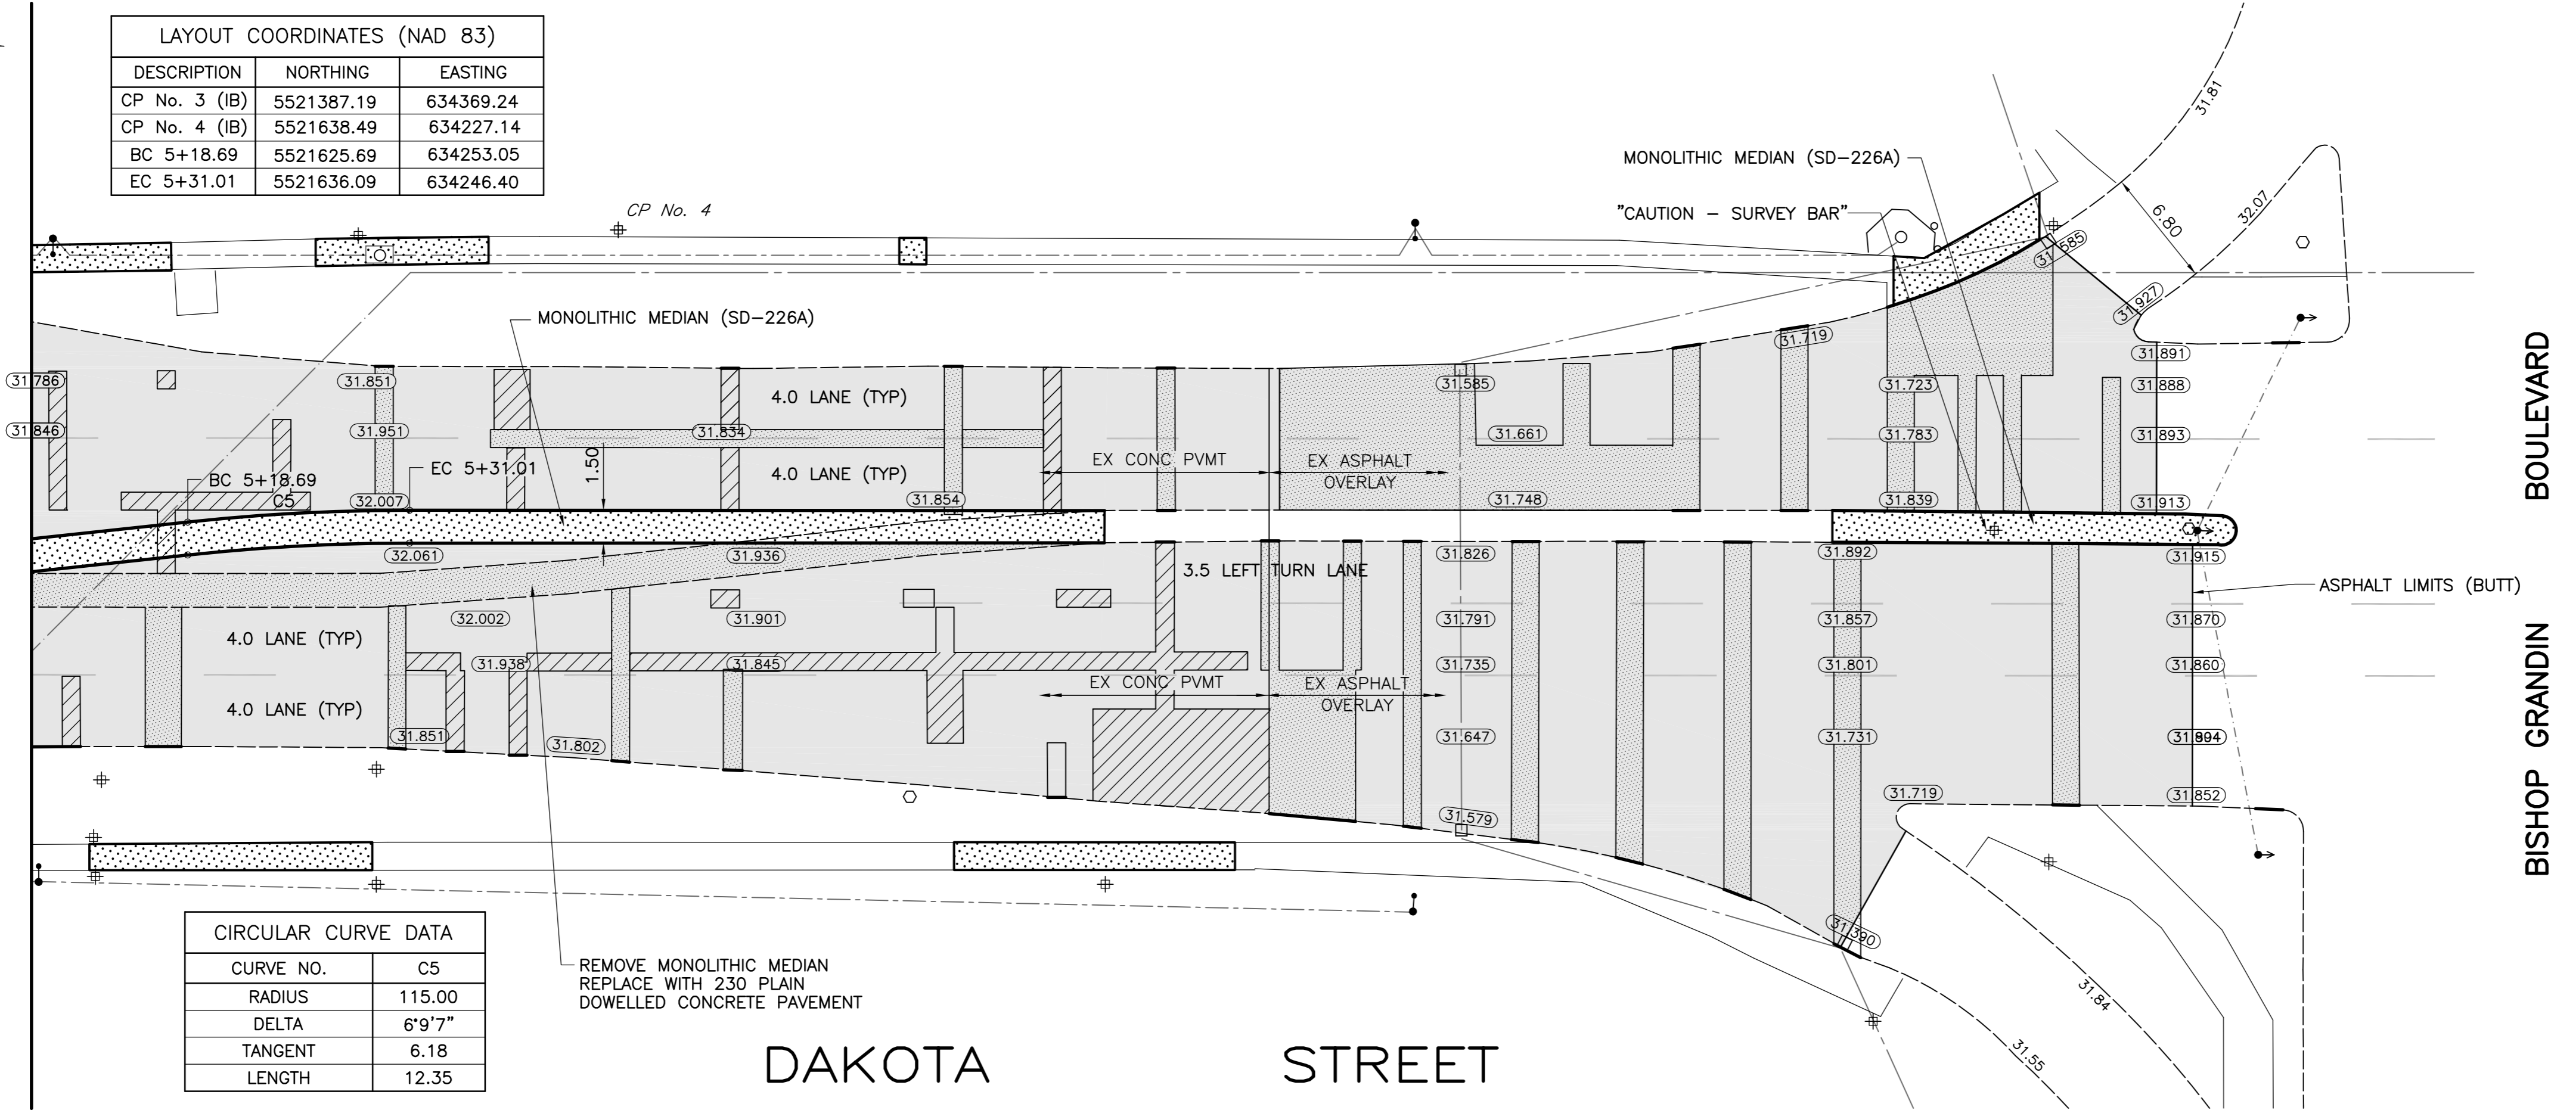 LAYOUT COORDINATES (NAD 83)
DESCRIPTION NORTHING EASTING
CP No. 3 (IB) 5521387.19 634369.24
CP No. 4 (IB) 5521638.49 634227.14
BC 5+18.69 5521625.69 634253.05
EC 5+31.01 5521636.09 634246.40
31.81
MONOLITHIC MEDIAN (SD-226A)
"CAUTION - SURVEY BAR"
6.80
32.07
CP No. 4
31.585
31.927
MONOLITHIC MEDIAN (SD-226A)
31.719
31.891
31.786
31.851
31.585
31.723
31.888
4.0 LANE (TYP)
31.846
31.951
31.834
31.661
31.783
31.893
EX CONC PVMT
EX ASPHALT
OVERLAY
4.0 LANE (TYP)
1.50
EC 5+31.01
BC 5+18.69
C5
32.007
31.854
31.748
31.839
31.913
32.061
31.936
31.826
31.892
31.915
3.5 LEFT TURN LANE
ASPHALT LIMITS (BUTT)
32.002
31.901
31.791
31.857
31.870
4.0 LANE (TYP)
31.938
31.845
31.735
31.801
31.860
EX CONC PVMT
EX ASPHALT
OVERLAY
4.0 LANE (TYP)
31.851
31.802
31.647
31.731
31.719
31.852
31.579
31.390
BOULEVARD
BISHOP GRANDIN
CIRCULAR CURVE DATA
CURVE NO. C5
RADIUS 115.00
DELTA 6°9'7"
TANGENT 6.18
LENGTH 12.35
REMOVE MONOLITHIC MEDIAN
REPLACE WITH 230 PLAIN
DOWELLED CONCRETE PAVEMENT
31.84
31.55
DAKOTA STREET